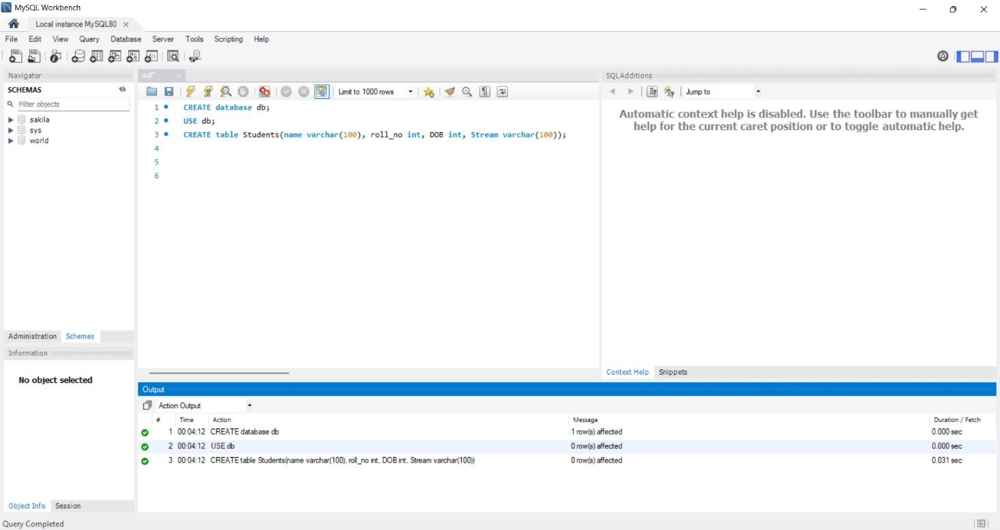 MySQL Workbench
Local instance MySQL80
File Edit View Query Database Server Tools Scripting Help
Navigator
SCHEMAS
Filter objects
sakila
sys
world
Administration Schemas
Information
No object selected
Object Info Session
sql*
Limit to 1000 rows
1 CREATE database db;
2 USE db;
3 CREATE table Students(name varchar(100), roll_no int, DOB int, Stream varchar(100));
4
5
6
SQLAdditions
Jump to
Automatic context help is disabled. Use the toolbar to manually get
help for the current caret position or to toggle automatic help.
Context Help Snippets
Output
Action Output
# Time Action Message Duration / Fetch
1 00:04:12 CREATE database db 1 row(s) affected 0.000 sec
2 00:04:12 USE db 0 row(s) affected 0.000 sec
3 00:04:12 CREATE table Students(name varchar(100), roll_no int, DOB int, Stream varchar(100)) 0 row(s) affected 0.031 sec
Query Completed